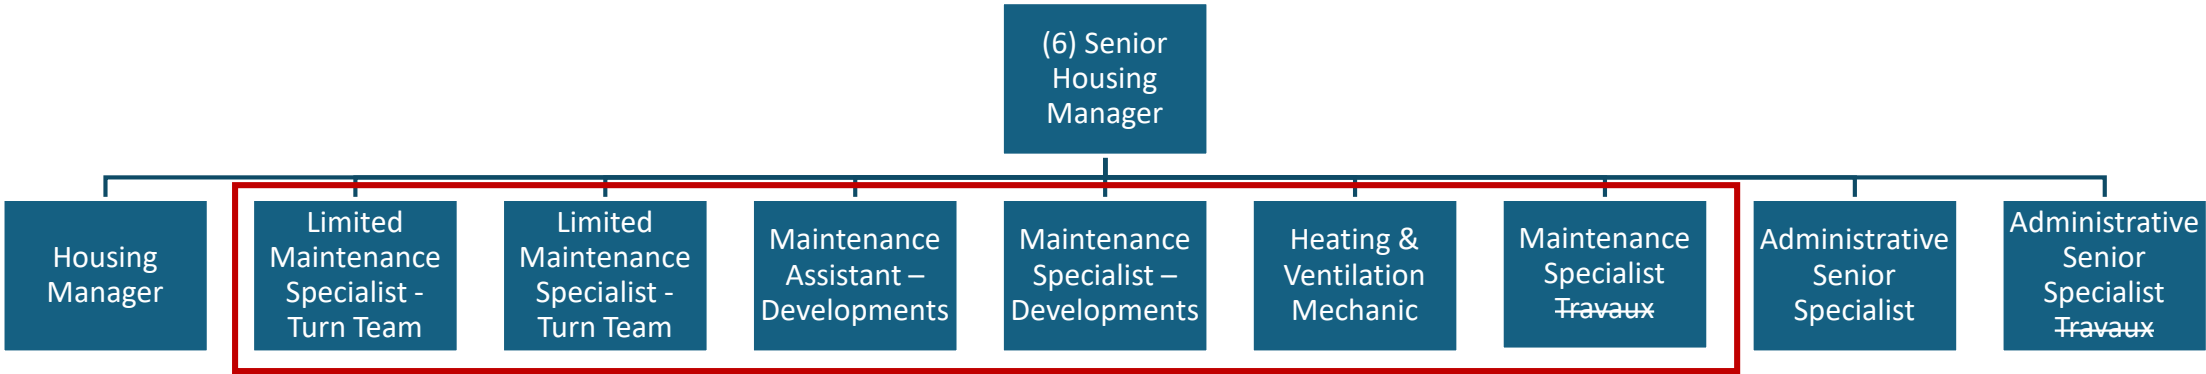 (6) Senior
Housing
Manager
Housing
Manager
Limited
Maintenance
Specialist -
Turn Team
Limited
Maintenance
Specialist -
Turn Team
Maintenance
Assistant –
Developments
Maintenance
Specialist –
Developments
Heating &
Ventilation
Mechanic
Maintenance
Specialist
Travaux
Administrative
Senior
Specialist
Administrative
Senior
Specialist
Travaux